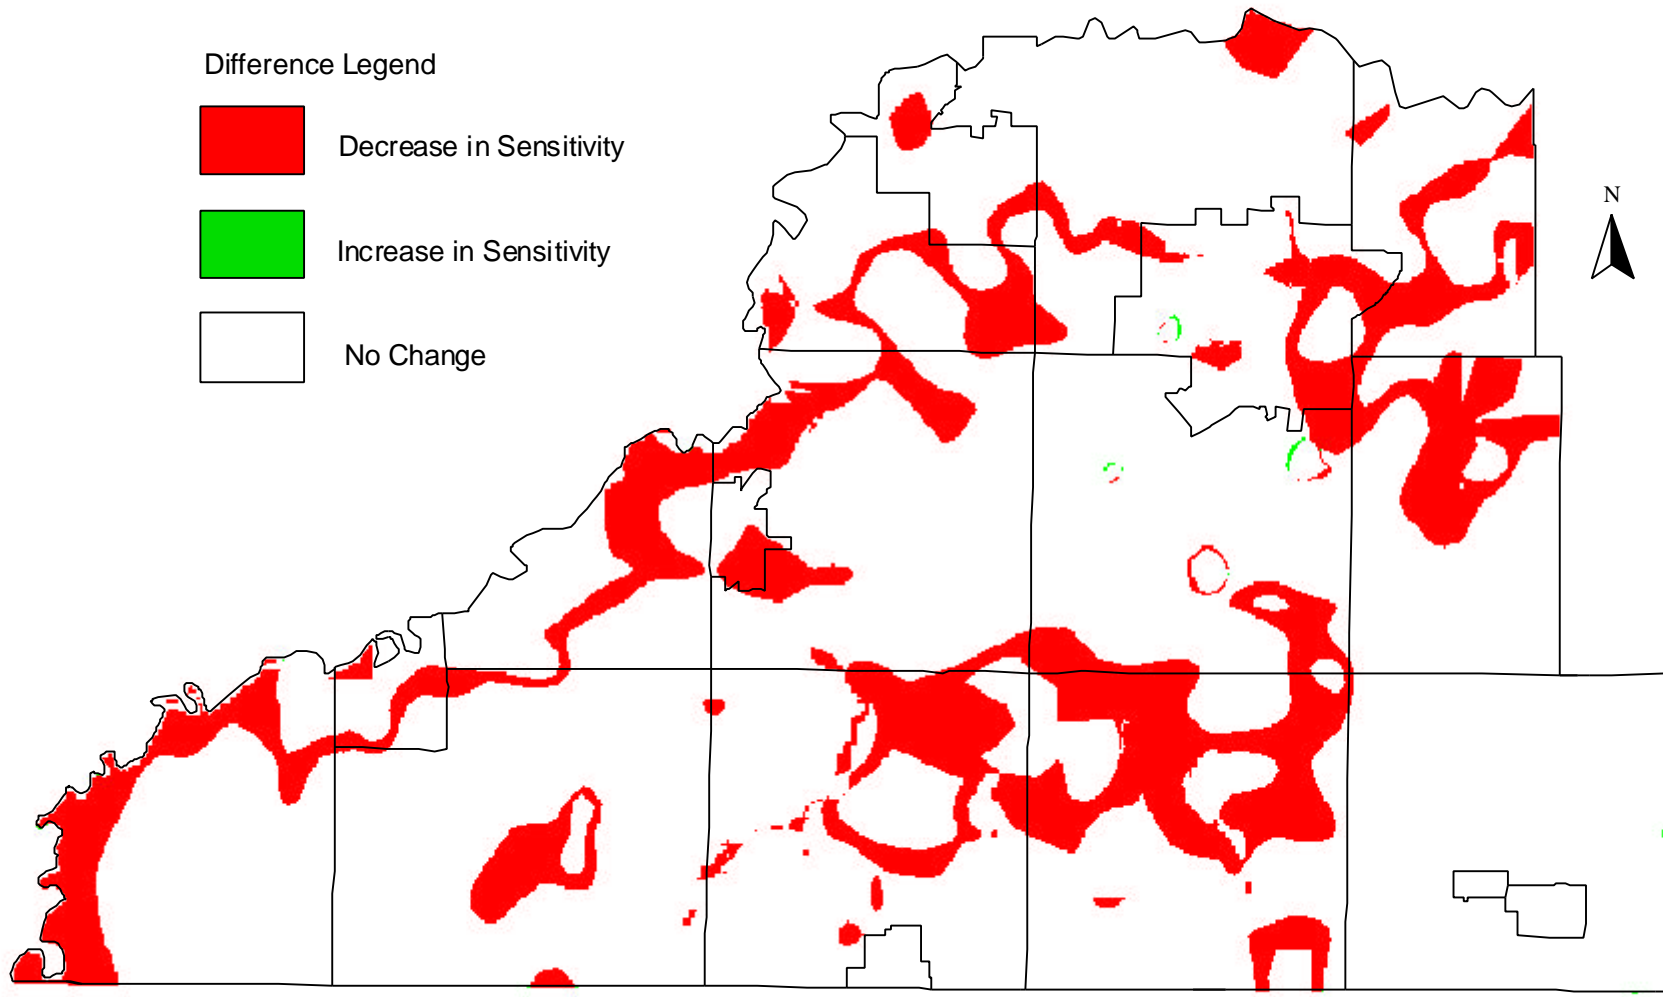 Difference Legend
Decrease in Sensitivity
N
Increase in Sensitivity
No Change